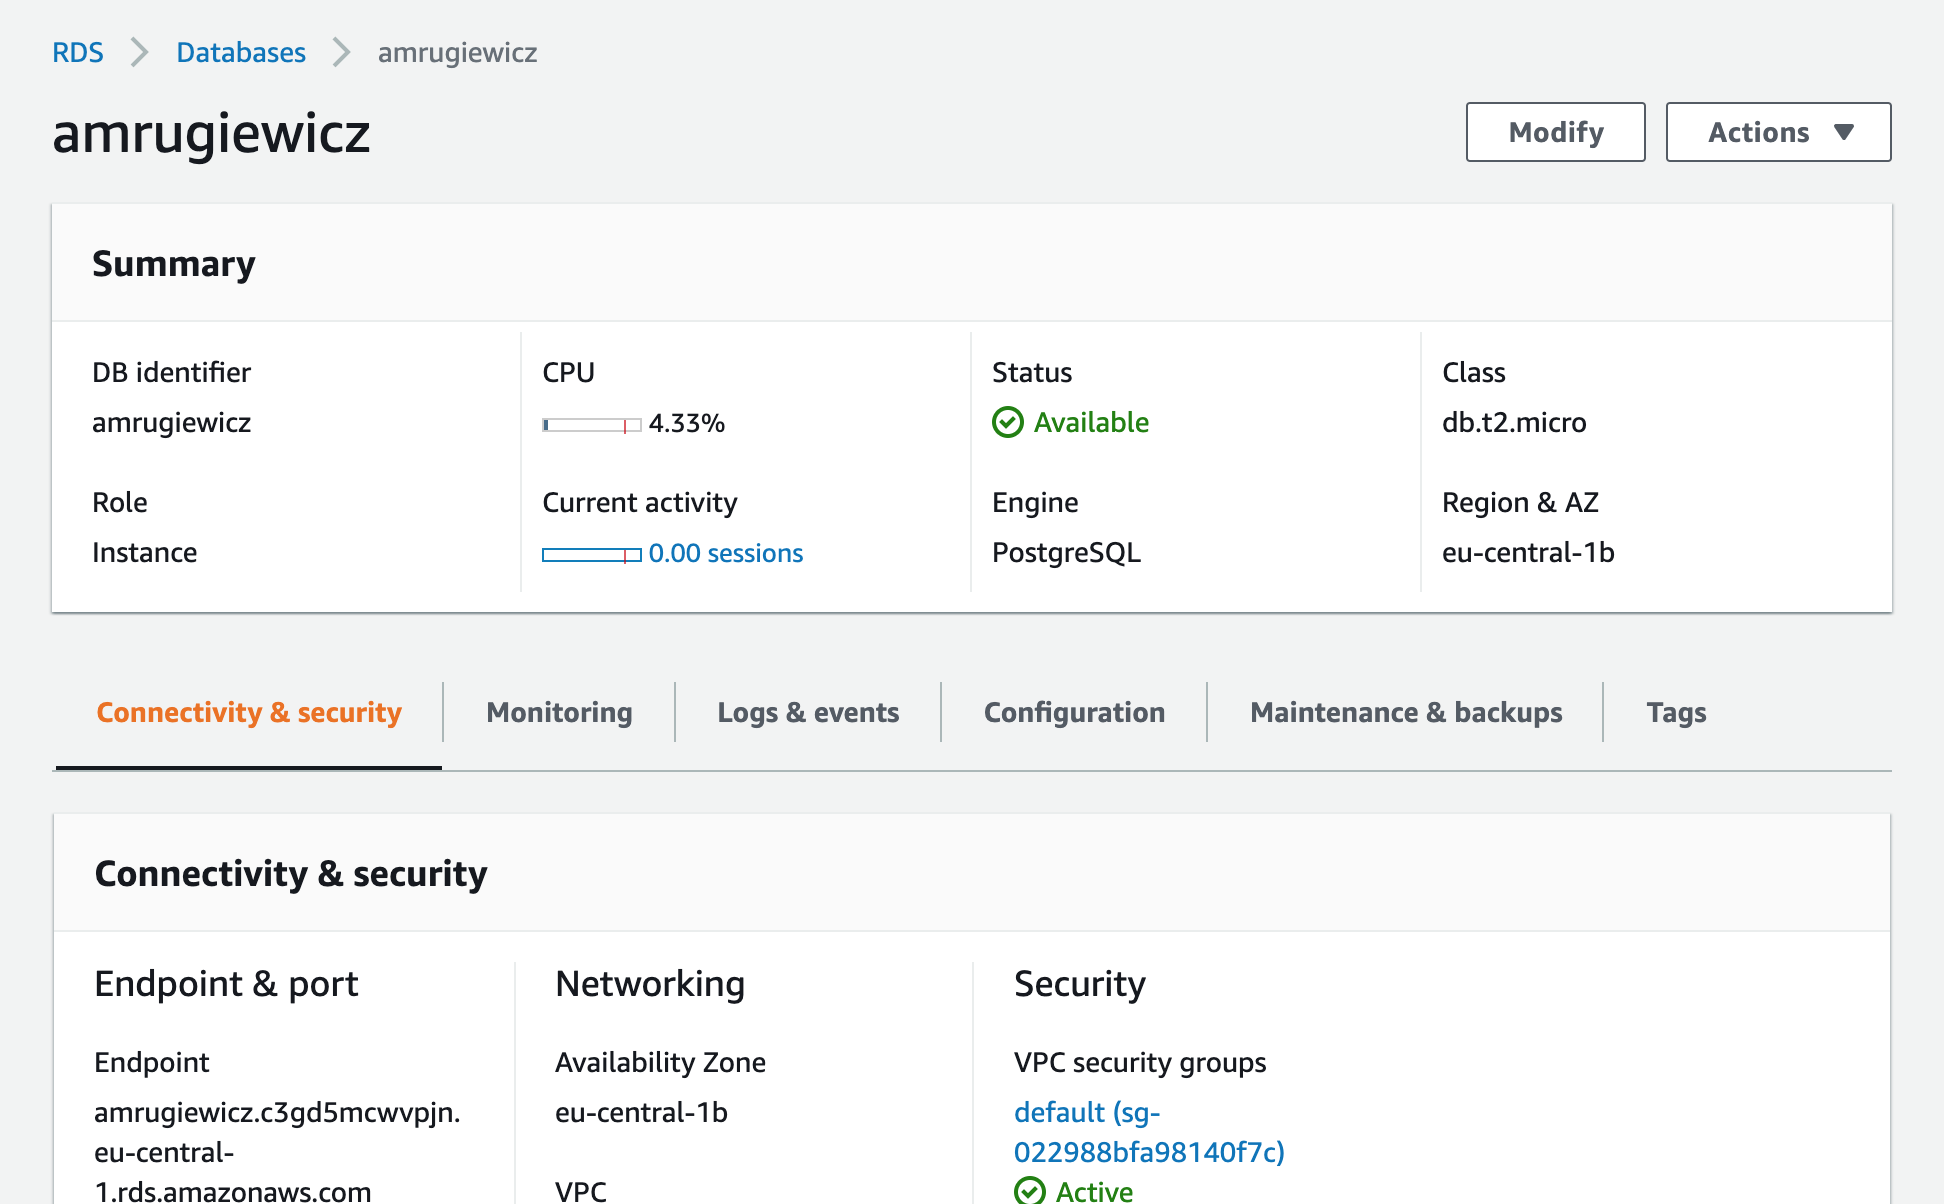 RDS > Databases > amrugiewicz
amrugiewicz
Modify
Actions
Summary
DB identifier
amrugiewicz
CPU
4.33%
Status
Available
Class
db.t2.micro
Role
Instance
Current activity
0.00 sessions
Engine
PostgreSQL
Region & AZ
eu-central-1b
Connectivity & security
Monitoring
Logs & events
Configuration
Maintenance & backups
Tags
Connectivity & security
Endpoint & port
Endpoint
amrugiewicz.c3gd5mcwvpjn.
eu-central-
1.rds.amazonaws.com
Networking
Availability Zone
eu-central-1b
VPC
Security
VPC security groups
default (sg-
022988bfa98140f7c)
Active